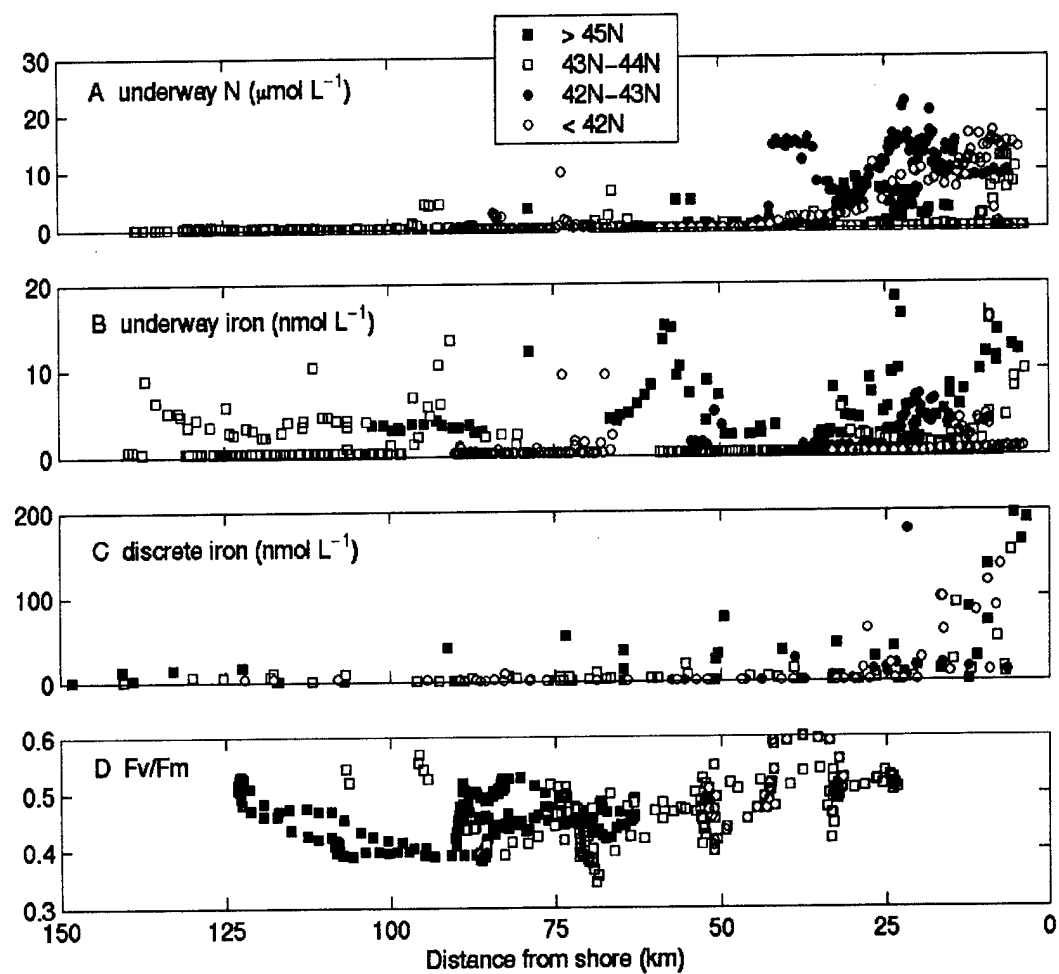 > 45N
43N–44N
42N–43N
< 42N
30
20
10
0
A underway N (μmol L⁻¹)
20
10
0
B underway iron (nmol L⁻¹)
b
200
100
0
C discrete iron (nmol L⁻¹)
0.6
0.5
0.4
0.3
D Fv/Fm
150 125 100 75 50 25 0
Distance from shore (km)